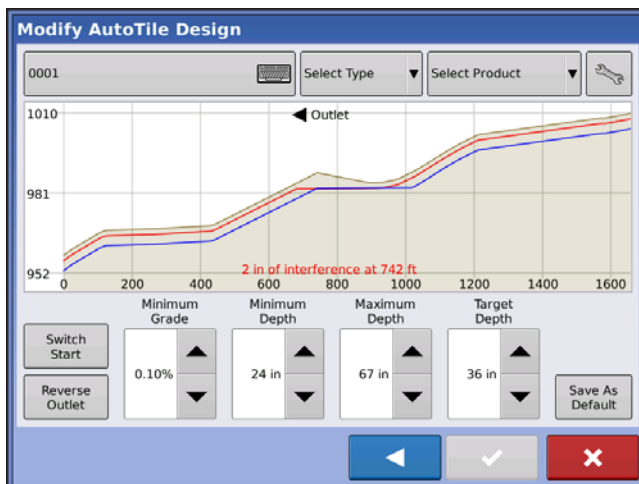 Modify AutoTile Design
0001
Select Type
Select Product
1010
Outlet
981
952
2 in of interference at 742 ft
0 200 400 600 800 1000 1200 1400 1600
Minimum Grade
Minimum Depth
Maximum Depth
Target Depth
Switch Start
0.10%
24 in
67 in
36 in
Reverse Outlet
Save As Default